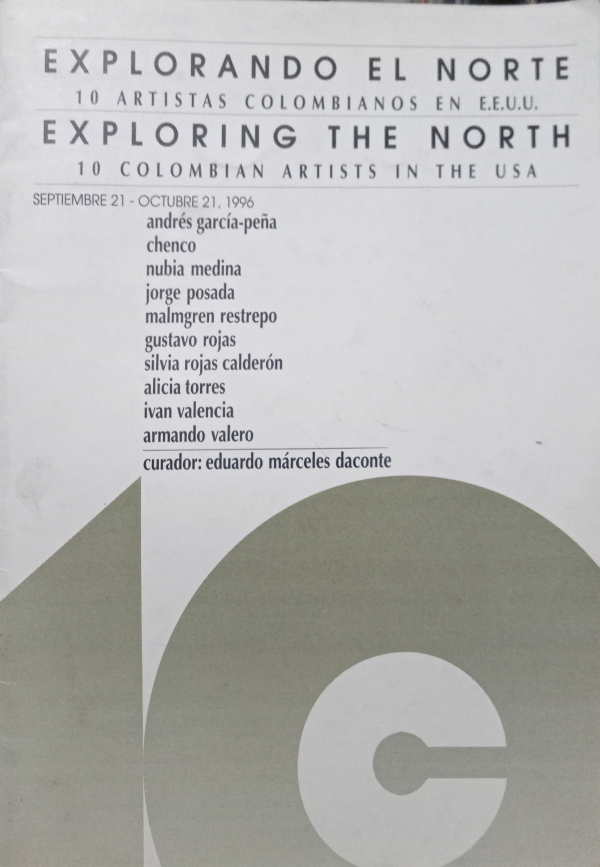 EXPLORANDO EL NORTE
10 ARTISTAS COLOMBIANOS EN E.E.U.U.
EXPLORING THE NORTH
10 COLOMBIAN ARTISTS IN THE USA
SEPTIEMBRE 21 - OCTUBRE 21, 1996
andrés garcía-peña
chenco
nubia medina
jorge posada
malmgren restrepo
gustavo rojas
silvia rojas calderón
alicia torres
ivan valencia
armando valero
curador: eduardo márceles daconte
10